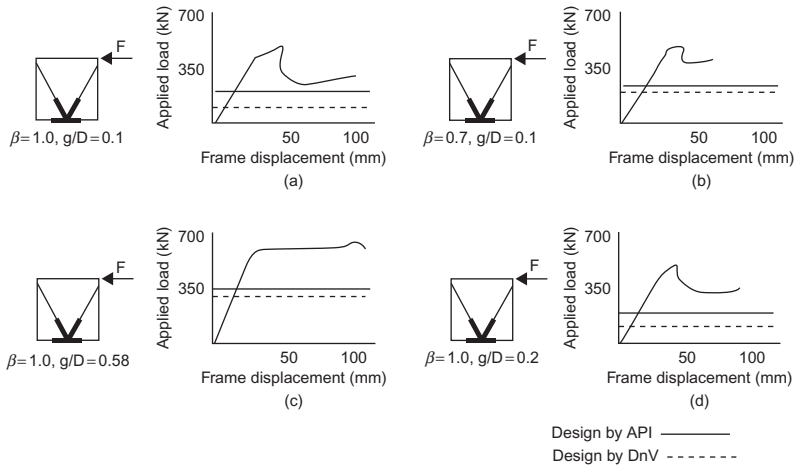 700
350
Applied load (kN)
F
β=1.0, g/D=0.1
50
100
Frame displacement (mm)
(a)
700
350
Applied load (kN)
F
β=0.7, g/D=0.1
50
100
Frame displacement (mm)
(b)
700
350
Applied load (kN)
F
β=1.0, g/D=0.58
50
100
Frame displacement (mm)
(c)
700
350
Applied load (kN)
F
β=1.0, g/D=0.2
50
100
Frame displacement (mm)
(d)
Design by API
Design by DnV